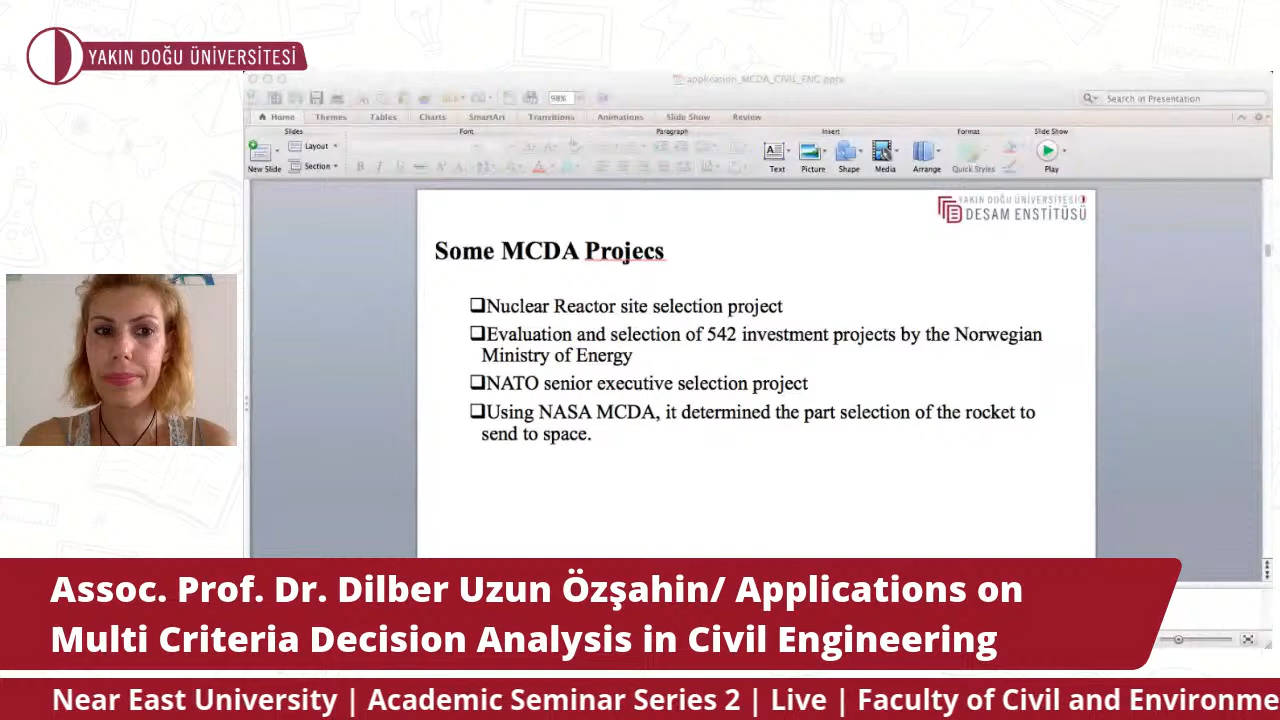 YAKIN DOĞU ÜNİVERSİTESİ
application_MCDA_CIVIL_ENG.pptx
98%
Search in Presentation
Home Themes Tables Charts SmartArt Transitions Animations Slide Show Review
Slides Font Paragraph Insert Format Slide Show
Layout
Section
New Slide Text Picture Shape Media Arrange Quick Styles Play
YAKIN DOĞU ÜNİVERSİTESİ
DESAM ENSTİTÜSÜ
Some MCDA Projecs
Nuclear Reactor site selection project
Evaluation and selection of 542 investment projects by the Norwegian
Ministry of Energy
NATO senior executive selection project
Using NASA MCDA, it determined the part selection of the rocket to
send to space.
Assoc. Prof. Dr. Dilber Uzun Özşahin/ Applications on
Multi Criteria Decision Analysis in Civil Engineering
Near East University | Academic Seminar Series 2 | Live | Faculty of Civil and Environme